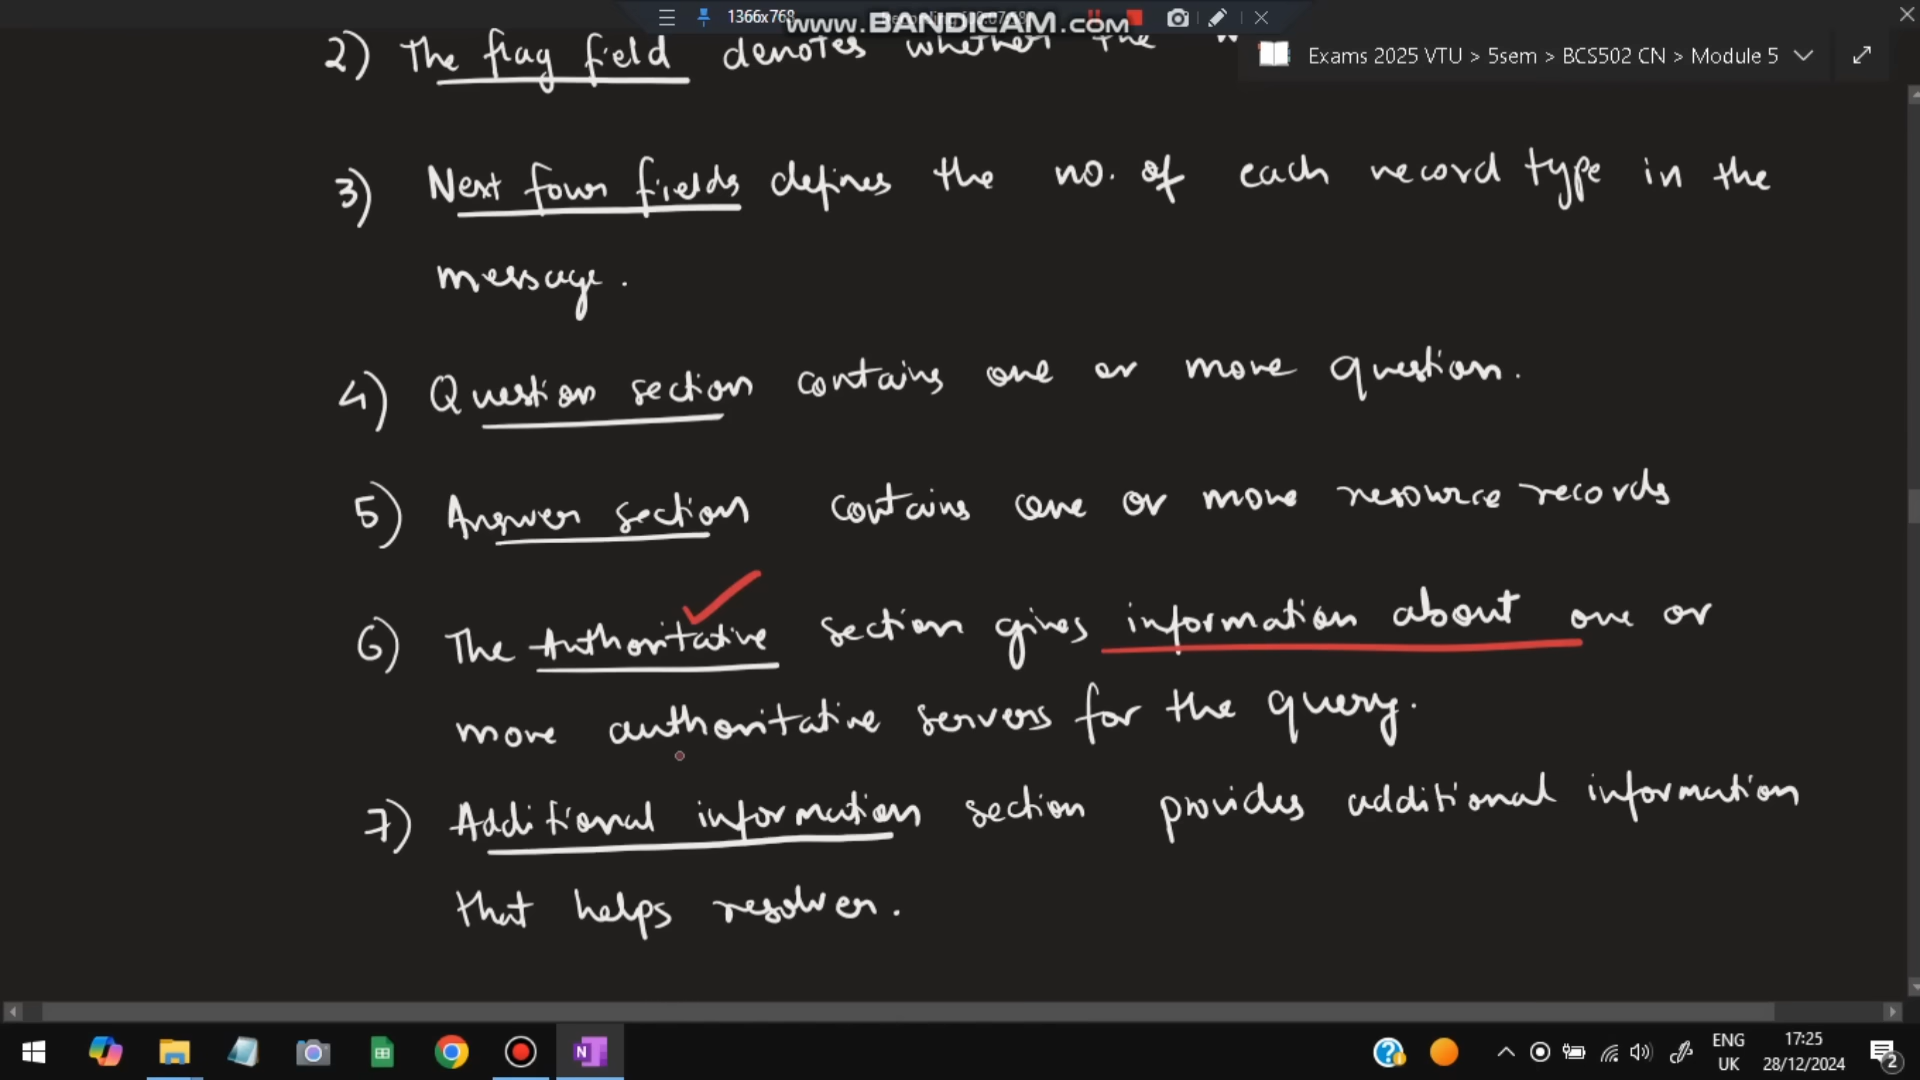 1366x768
www.BANDICAM.com
2) The flag field denotes whether the
Exams 2025 VTU > 5sem > BCS502 CN > Module 5
3) Next four fields defines the no. of each record type in the
message.
4) Question section contains one or more question.
5) Answer section contains one or more resource records
6) The Authoritative section gives information about one or
more authoritative servers for the query.
7) Additional information section provides additional information
that helps resolver.
ENG
UK
17:25
28/12/2024
2